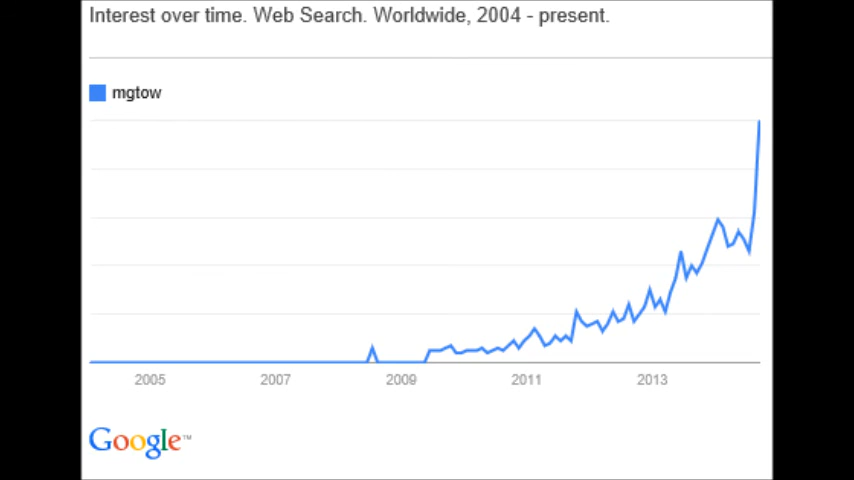 Interest over time. Web Search. Worldwide, 2004 - present.
mgtow
2005 2007 2009 2011 2013
Google™